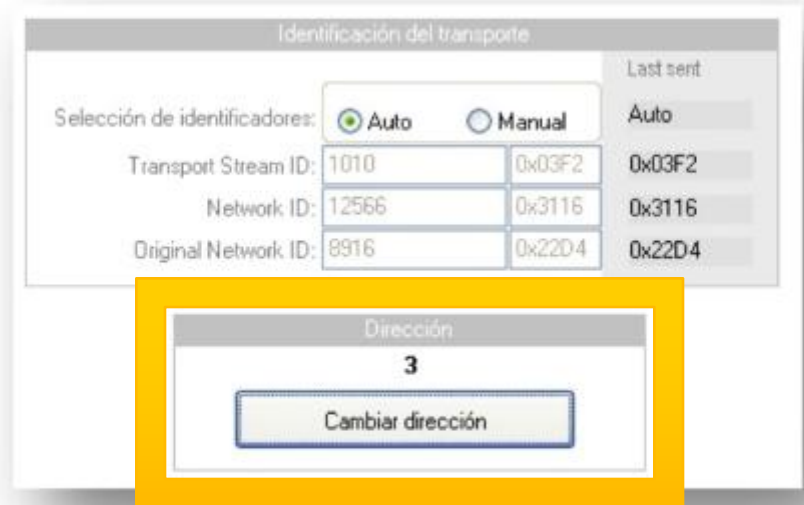 Identificación del transporte
Last sent
Selección de identificadores: Auto Manual Auto
Transport Stream ID: 1010 0x03F2 0x03F2
Network ID: 12566 0x3116 0x3116
Original Network ID: 8916 0x22D4 0x22D4
Dirección
3
Cambiar dirección